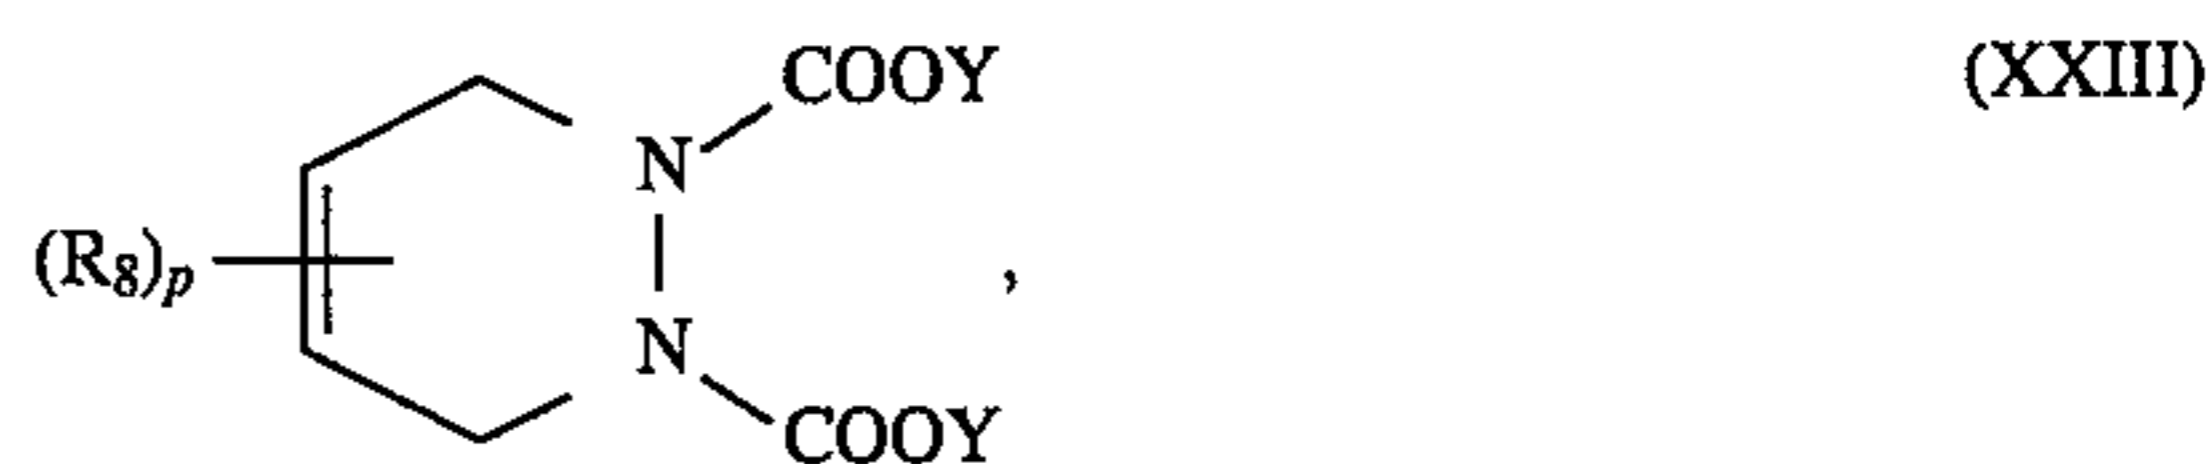 COOY (XXIII)
N
(R8)p ,
N
COOY